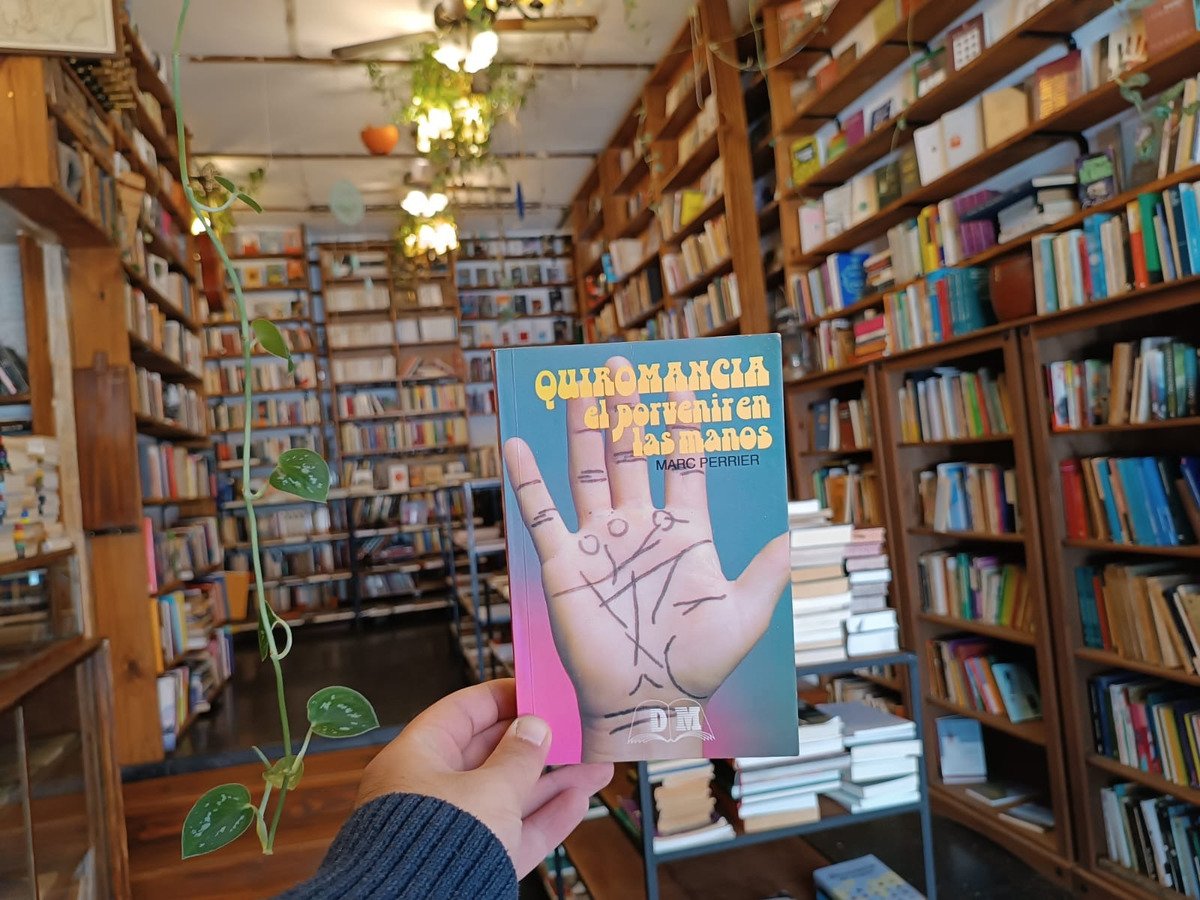 QUIROMANCIA
el porvenir en
las manos
MARC PERRIER
DM